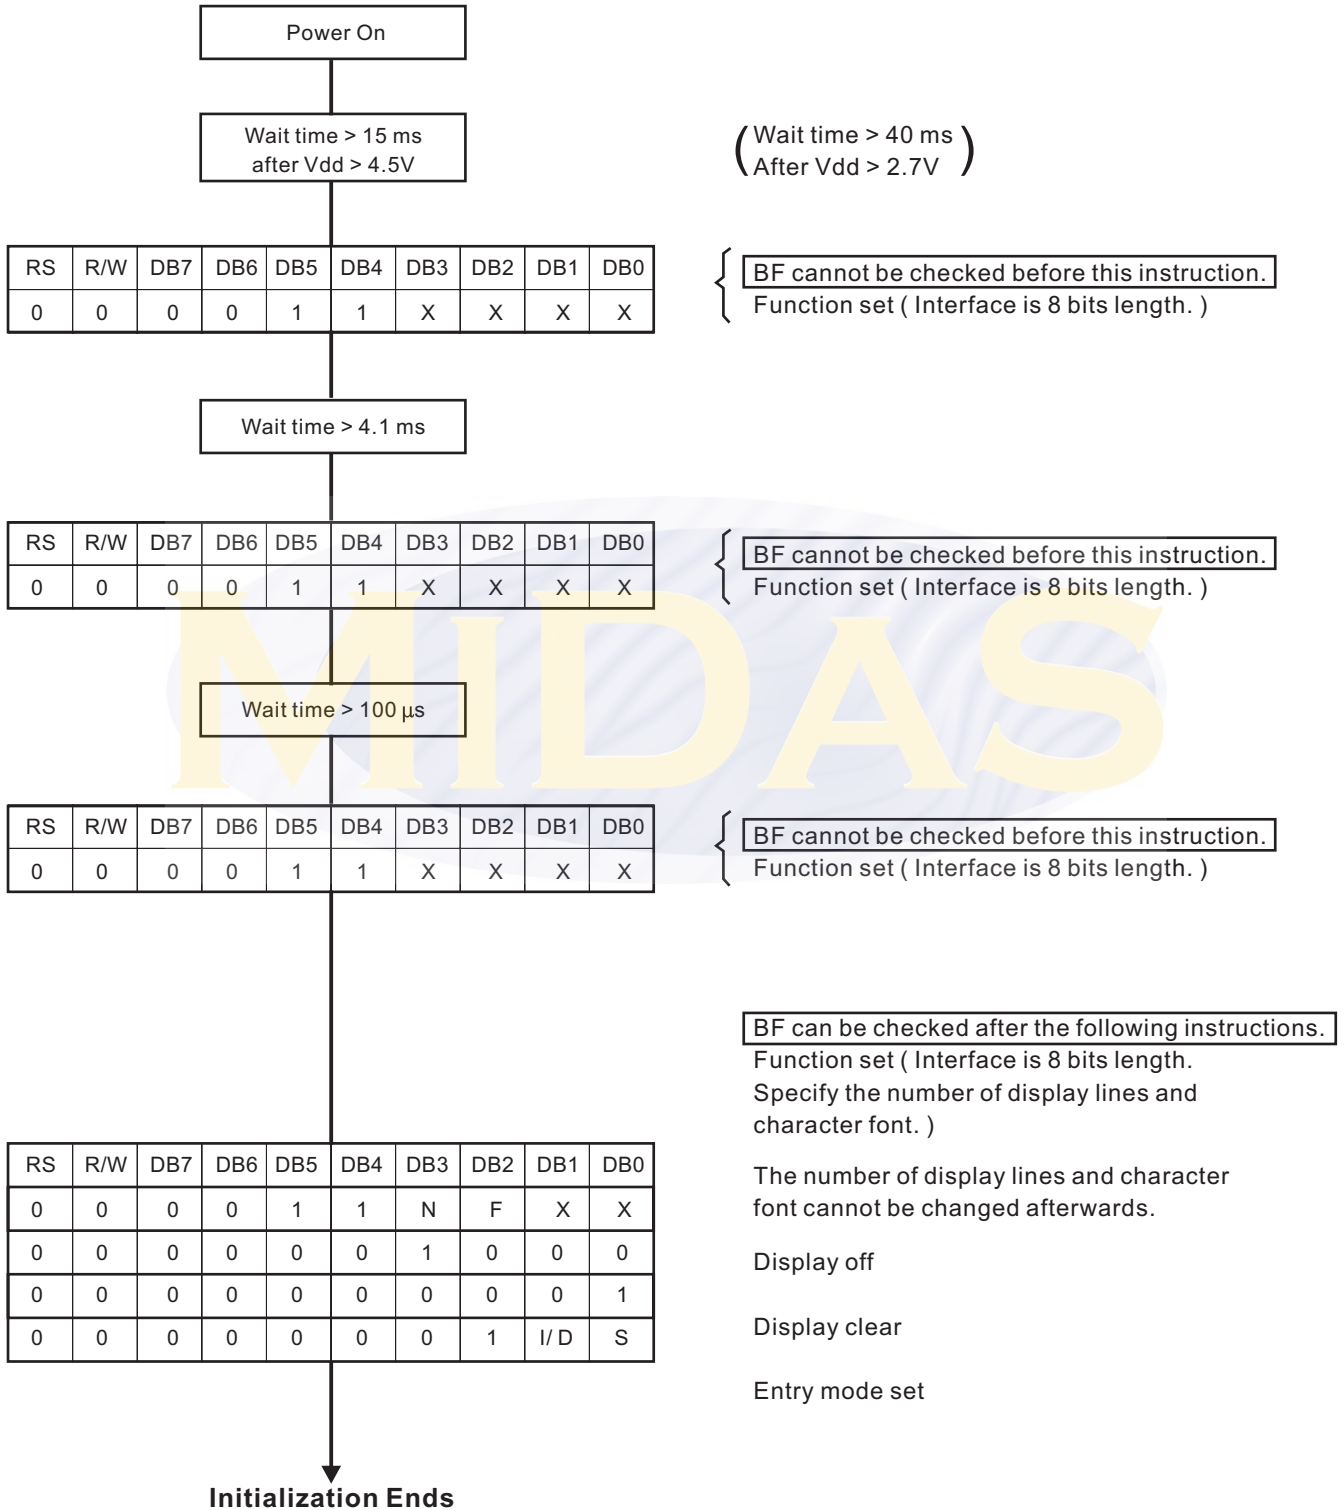 Power On
Wait time > 15 ms
after Vdd > 4.5V
( Wait time > 40 ms )
After Vdd > 2.7V
RS R/W DB7 DB6 DB5 DB4 DB3 DB2 DB1 DB0
0 0 0 0 1 1 X X X X
BF cannot be checked before this instruction.
Function set ( Interface is 8 bits length. )
Wait time > 4.1 ms
RS R/W DB7 DB6 DB5 DB4 DB3 DB2 DB1 DB0
0 0 0 0 1 1 X X X X
BF cannot be checked before this instruction.
Function set ( Interface is 8 bits length. )
MIDAS
Wait time > 100 µs
RS R/W DB7 DB6 DB5 DB4 DB3 DB2 DB1 DB0
0 0 0 0 1 1 X X X X
BF cannot be checked before this instruction.
Function set ( Interface is 8 bits length. )
BF can be checked after the following instructions.
Function set ( Interface is 8 bits length.
Specify the number of display lines and
character font. )
The number of display lines and character
font cannot be changed afterwards.
RS R/W DB7 DB6 DB5 DB4 DB3 DB2 DB1 DB0
0 0 0 0 1 1 N F X X
0 0 0 0 0 0 1 0 0 0
0 0 0 0 0 0 0 0 0 1
0 0 0 0 0 0 0 1 I/ D S
Display off
Display clear
Entry mode set
Initialization Ends